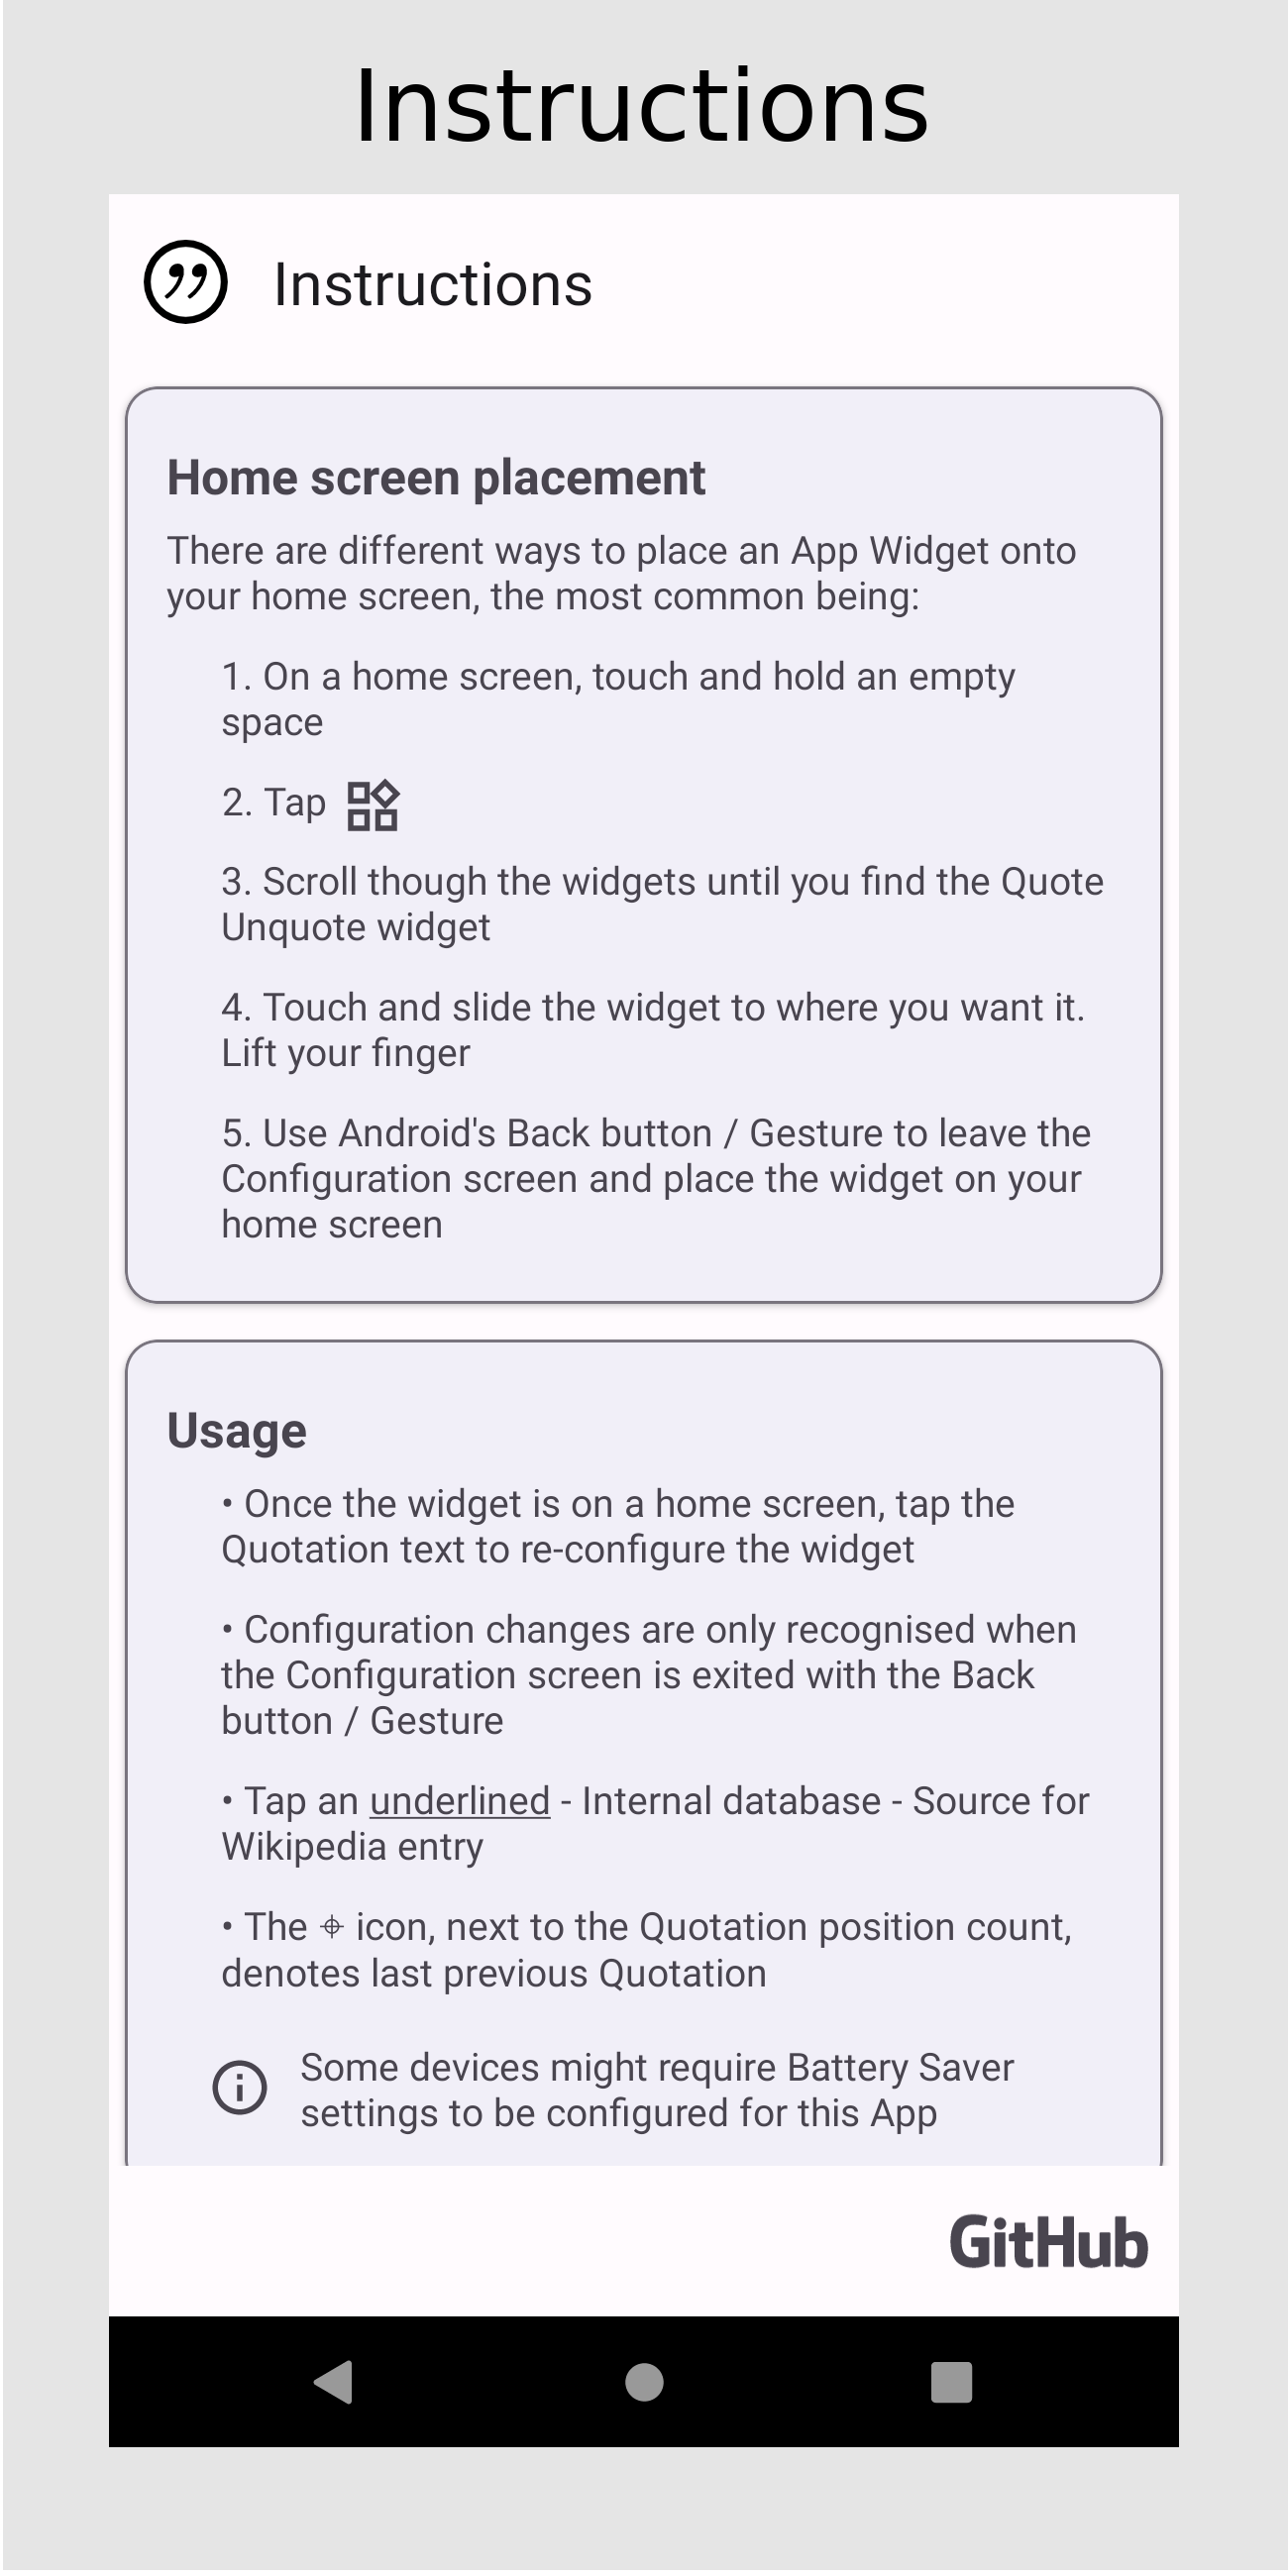 Instructions
Instructions
Home screen placement
There are different ways to place an App Widget onto
your home screen, the most common being:
1. On a home screen, touch and hold an empty
space
2. Tap
3. Scroll though the widgets until you find the Quote
Unquote widget
4. Touch and slide the widget to where you want it.
Lift your finger
5. Use Android's Back button / Gesture to leave the
Configuration screen and place the widget on your
home screen
Usage
• Once the widget is on a home screen, tap the
Quotation text to re-configure the widget
• Configuration changes are only recognised when
the Configuration screen is exited with the Back
button / Gesture
• Tap an underlined - Internal database - Source for
Wikipedia entry
• The ⌖ icon, next to the Quotation position count,
denotes last previous Quotation
Some devices might require Battery Saver
settings to be configured for this App
GitHub